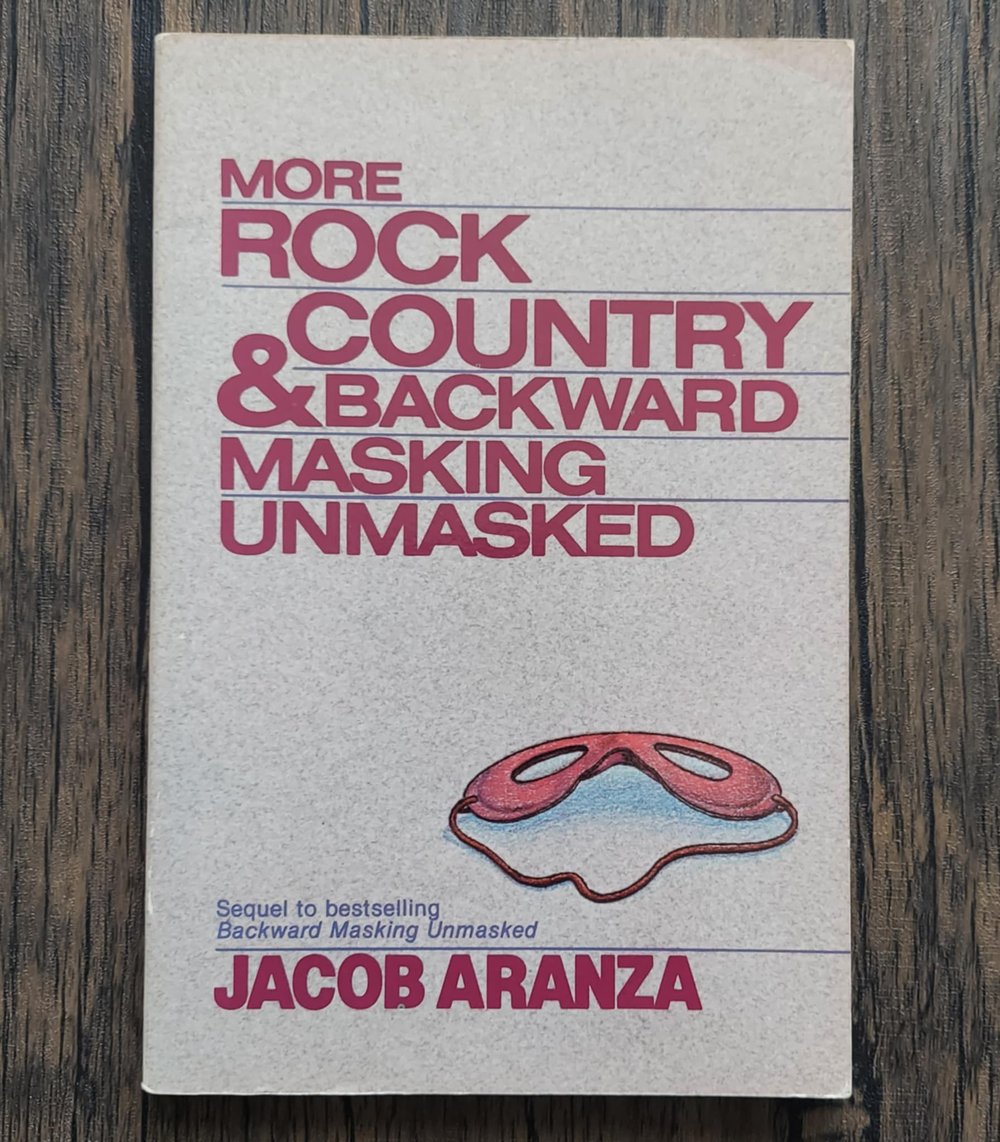 MORE
ROCK
COUNTRY
& BACKWARD
MASKING
UNMASKED
Sequel to bestselling
Backward Masking Unmasked
JACOB ARANZA